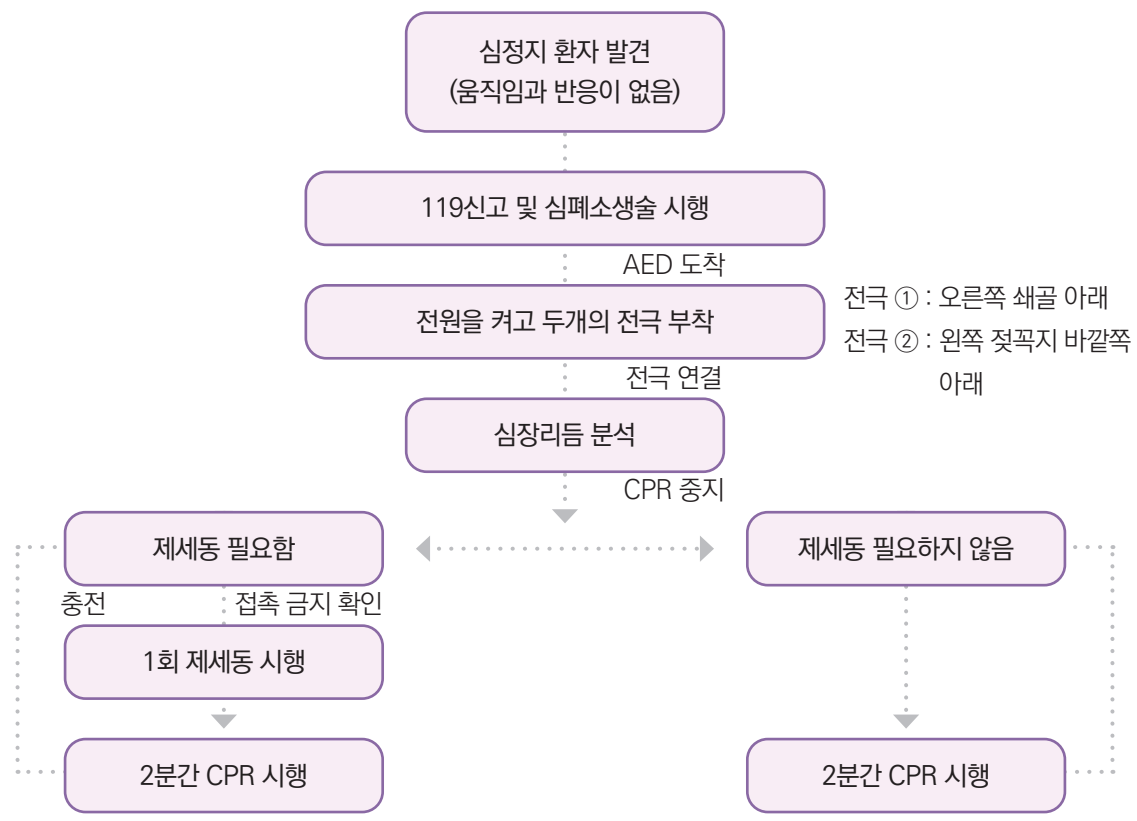 심정지 환자 발견
(움직임과 반응이 없음)
119신고 및 심폐소생술 시행
AED 도착
전원을 켜고 두개의 전극 부착
전극 ① : 오른쪽 쇄골 아래
전극 ② : 왼쪽 젖꼭지 바깥쪽
아래
전극 연결
심장리듬 분석
CPR 중지
제세동 필요함
제세동 필요하지 않음
충전
접촉 금지 확인
1회 제세동 시행
2분간 CPR 시행
2분간 CPR 시행